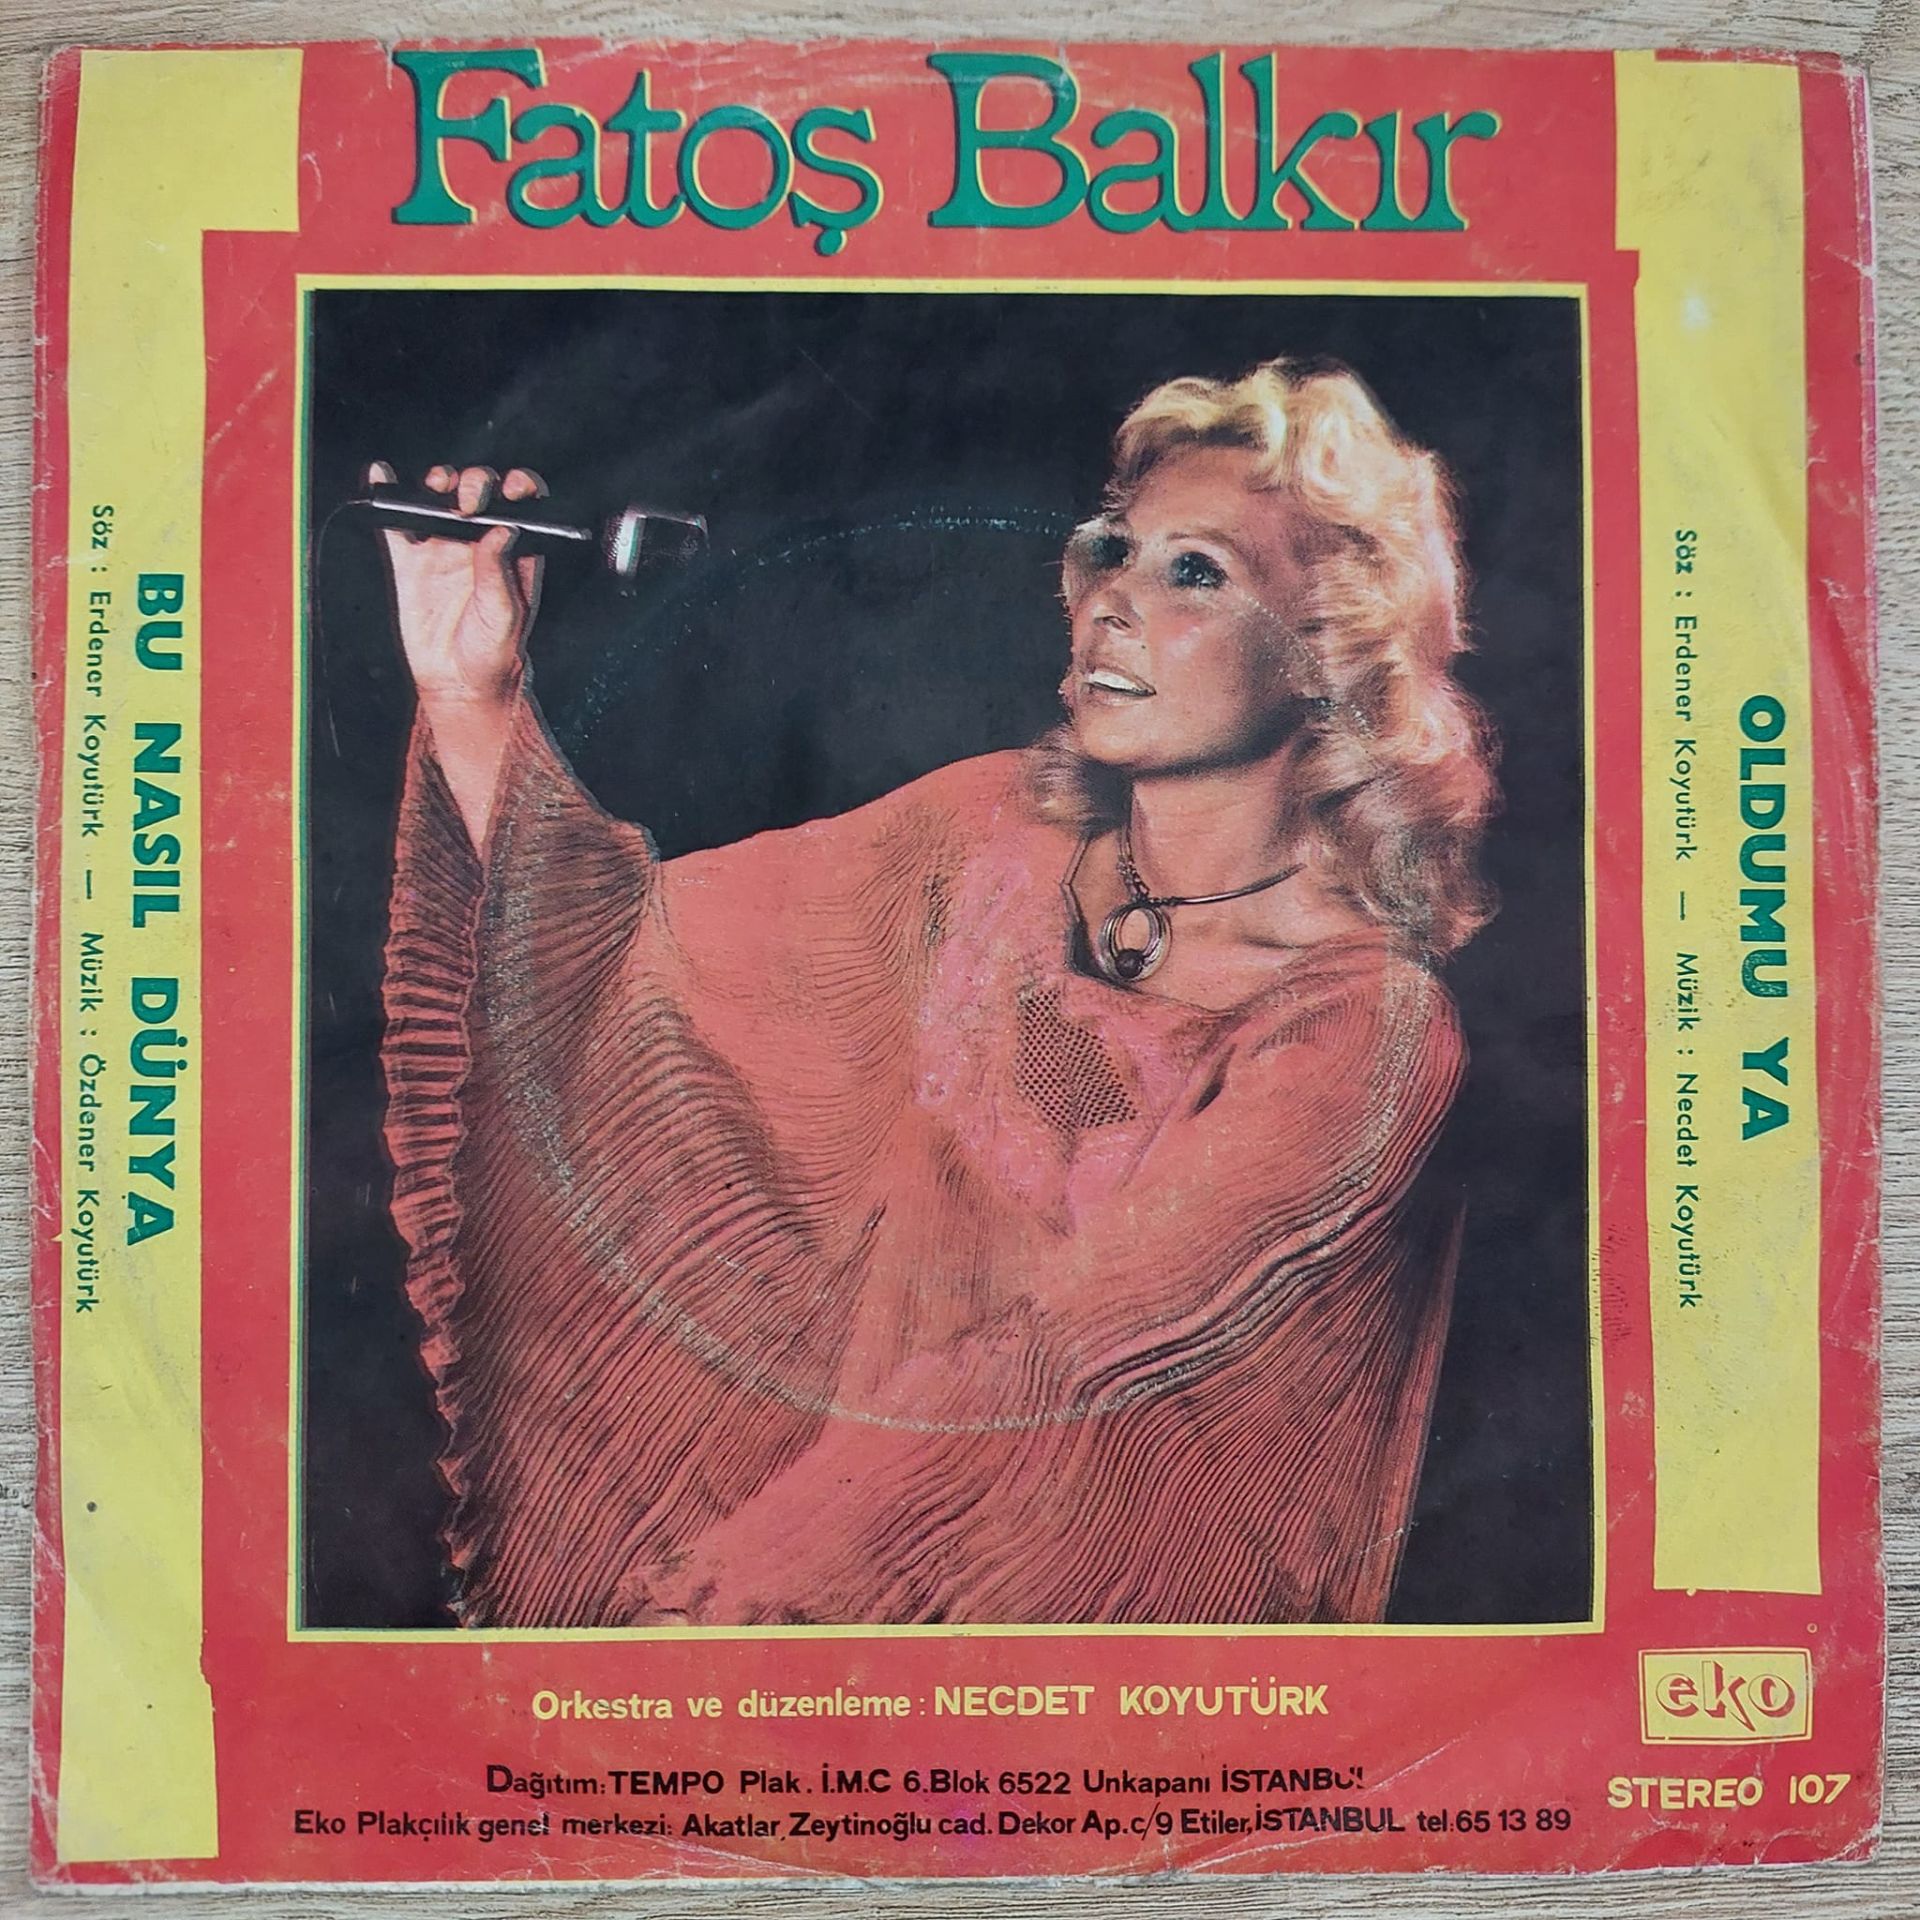 Fatoş Balkır
BU NASIL DÜNYA
Söz : Erdener Koyutürk — Müzik : Özdener Koyutürk
OLDUMU YA
Söz : Erdener Koyutürk — Müzik : Necdet Koyutürk
Orkestra ve düzenleme : NECDET KOYUTÜRK
eko
Dağıtım: TEMPO Plak. İ.M.C 6.Blok 6522 Unkapanı İSTANBUL
STEREO 107
Eko Plakçılık genel merkezi: Akatlar, Zeytinoğlu cad. Dekor Ap. c/9 Etiler, İSTANBUL tel: 65 13 89